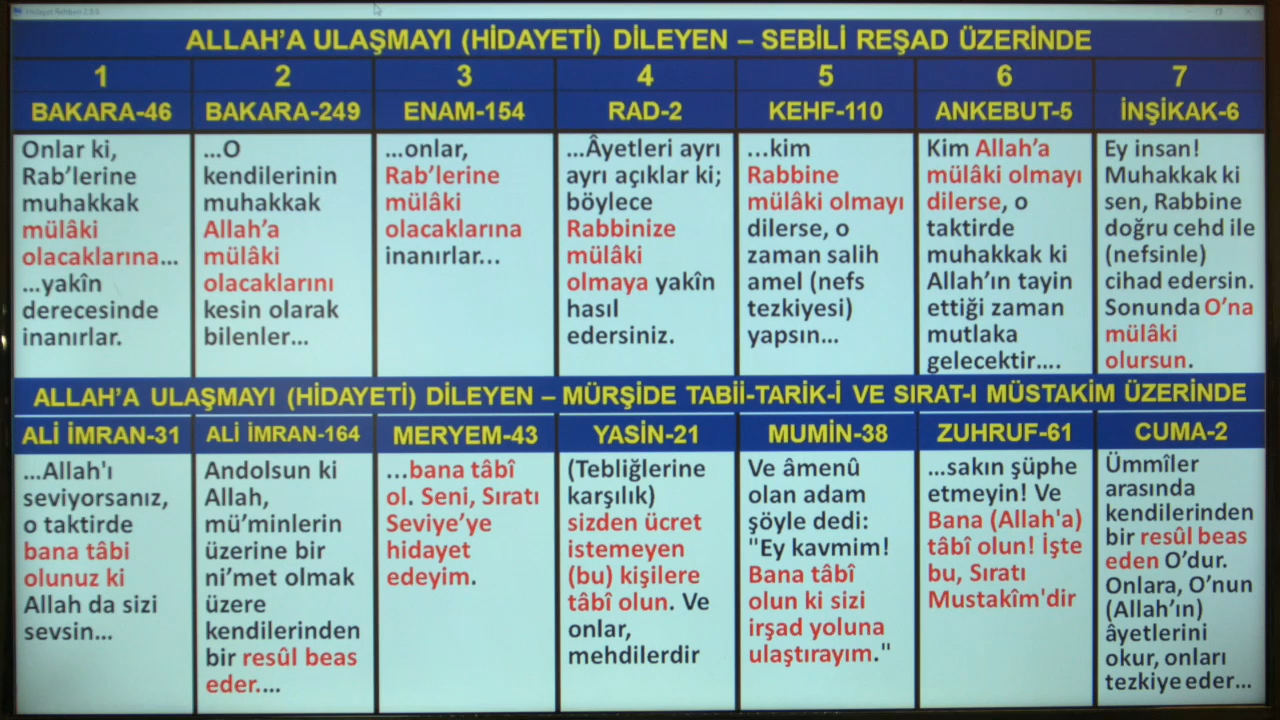 Hidayet Rehberi 2.9.0
ALLAH'A ULAŞMAYI (HİDAYETİ) DİLEYEN – SEBİLİ REŞAD ÜZERİNDE
1
BAKARA-46
Onlar ki,
Rab'lerine
muhakkak
mülâki
olacaklarına...
...yakîn
derecesinde
inanırlar.
2
BAKARA-249
...O
kendilerinin
muhakkak
Allah'a
mülâki
olacaklarını
kesin olarak
bilenler...
3
ENAM-154
...onlar,
Rab'lerine
mülâki
olacaklarına
inanırlar...
4
RAD-2
...Âyetleri ayrı
ayrı açıklar ki;
böylece
Rabbinize
mülâki
olmaya yakîn
hasıl
edersiniz.
5
KEHF-110
...kim
Rabbine
mülâki olmayı
dilerse, o
zaman salih
amel (nefs
tezkiyesi)
yapsın...
6
ANKEBUT-5
Kim Allah'a
mülâki olmayı
dilerse, o
taktirde
muhakkak ki
Allah'ın tayin
ettiği zaman
mutlaka
gelecektir....
7
İNŞİKAK-6
Ey insan!
Muhakkak ki
sen, Rabbine
doğru cehd ile
(nefsinle)
cihad edersin.
Sonunda O'na
mülâki
olursun.
ALLAH'A ULAŞMAYI (HİDAYETİ) DİLEYEN – MÜRŞİDE TABİİ-TARİK-İ VE SIRAT-I MÜSTAKİM ÜZERİNDE
ALİ İMRAN-31
...Allah'ı
seviyorsanız,
o taktirde
bana tâbi
olunuz ki
Allah da sizi
sevsin...
ALİ İMRAN-164
Andolsun ki
Allah,
mü'minlerin
üzerine bir
ni'met olmak
üzere
kendilerinden
bir resûl beas
eder....
MERYEM-43
...bana tâbî
ol. Seni, Sıratı
Seviye'ye
hidayet
edeyim.
YASİN-21
(Tebliğlerine
karşılık)
sizden ücret
istemeyen
(bu) kişilere
tâbî olun. Ve
onlar,
mehdilerdir
MUMİN-38
Ve âmenû
olan adam
şöyle dedi:
"Ey kavmim!
Bana tâbî
olun ki sizi
irşad yoluna
ulaştırayım."
ZUHRUF-61
...sakın şüphe
etmeyin! Ve
Bana (Allah'a)
tâbî olun! İşte
bu, Sıratı
Mustakîm'dir
CUMA-2
Ümmîler
arasında
kendilerinden
bir resûl beas
eden O'dur.
Onlara, O'nun
(Allah'ın)
âyetlerini
okur, onları
tezkiye eder...